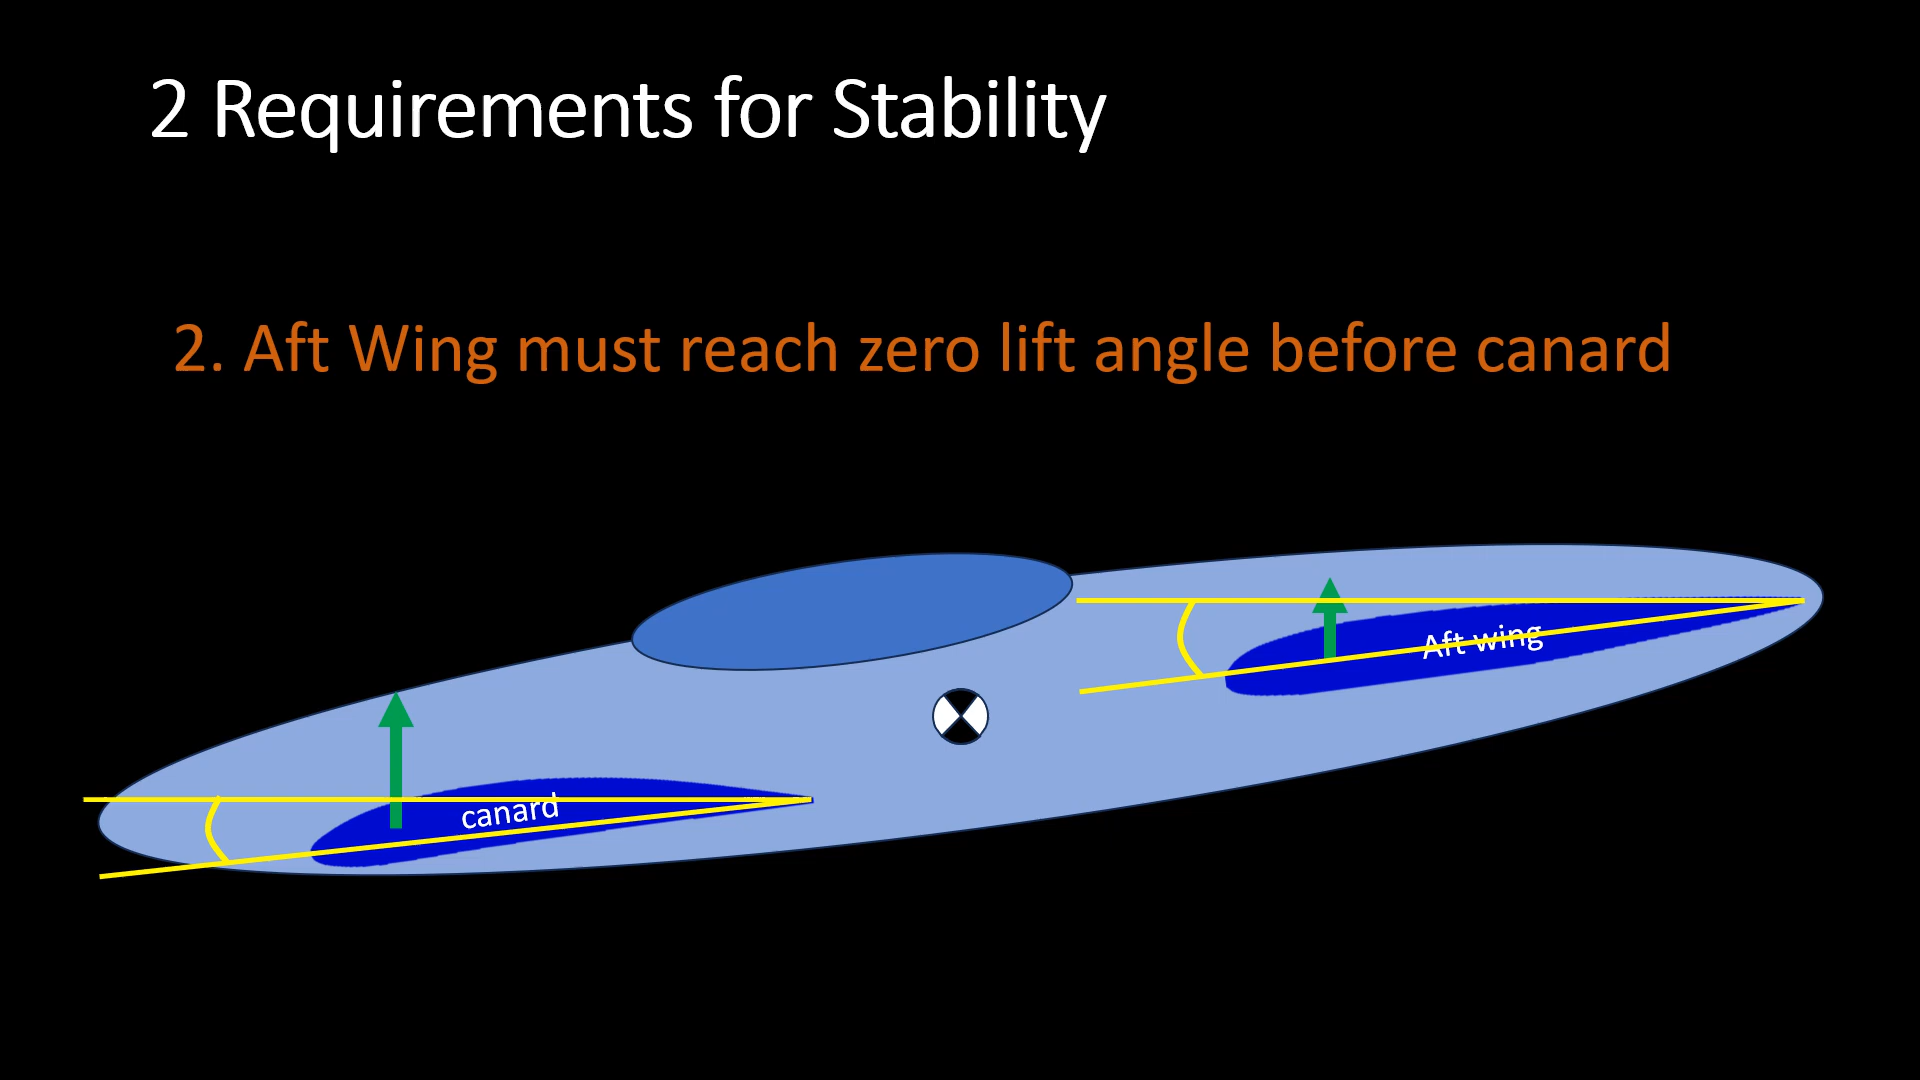 2 Requirements for Stability
2. Aft Wing must reach zero lift angle before canard
Aft wing
canard